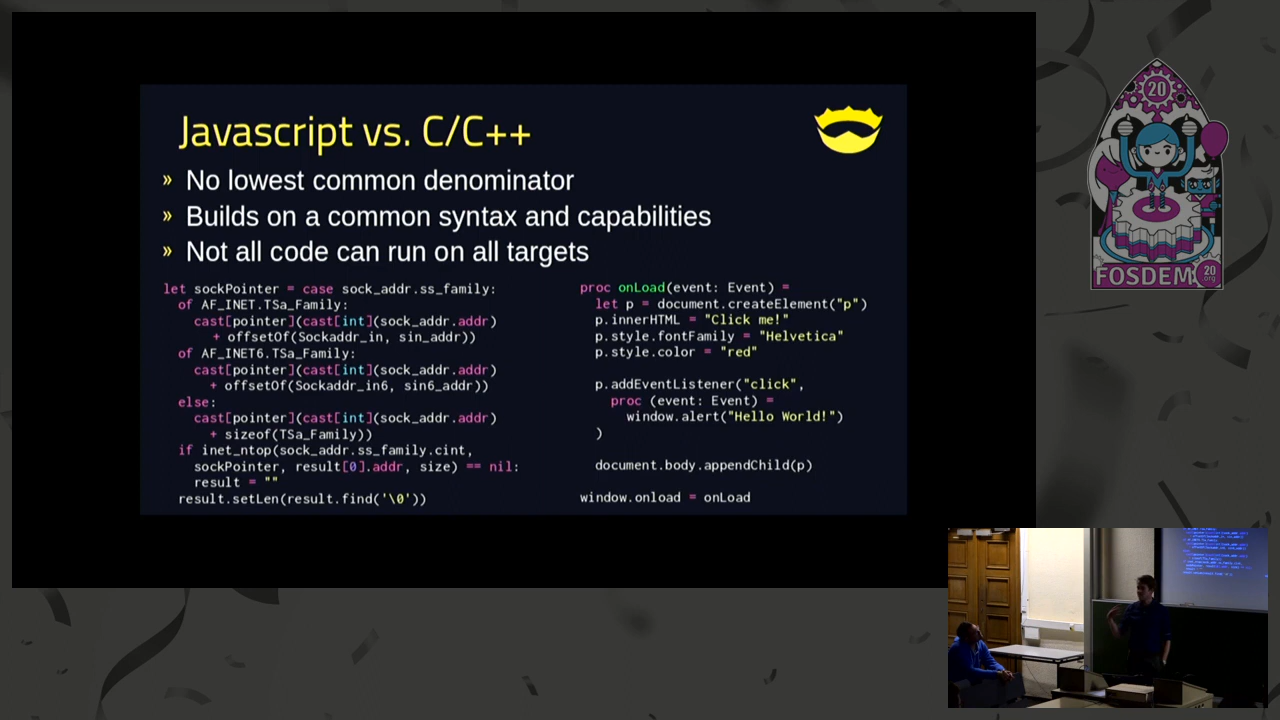 Javascript vs. C/C++
» No lowest common denominator
» Builds on a common syntax and capabilities
» Not all code can run on all targets
let sockPointer = case sock_addr.ss_family:
of AF_INET.TSa_Family:
cast[pointer](cast[int](sock_addr.addr)
+ offsetOf(Sockaddr_in, sin_addr))
of AF_INET6.TSa_Family:
cast[pointer](cast[int](sock_addr.addr)
+ offsetOf(Sockaddr_in6, sin6_addr))
else:
cast[pointer](cast[int](sock_addr.addr)
+ sizeof(TSa_Family))
if inet_ntop(sock_addr.ss_family.cint,
sockPointer, result[0].addr, size) == nil:
result = ""
result.setLen(result.find('\0'))
proc onLoad(event: Event) =
let p = document.createElement("p")
p.innerHTML = "Click me!"
p.style.fontFamily = "Helvetica"
p.style.color = "red"
p.addEventListener("click",
proc (event: Event) =
window.alert("Hello World!")
)
document.body.appendChild(p)
window.onload = onLoad
20
FOSDEM
20
.org